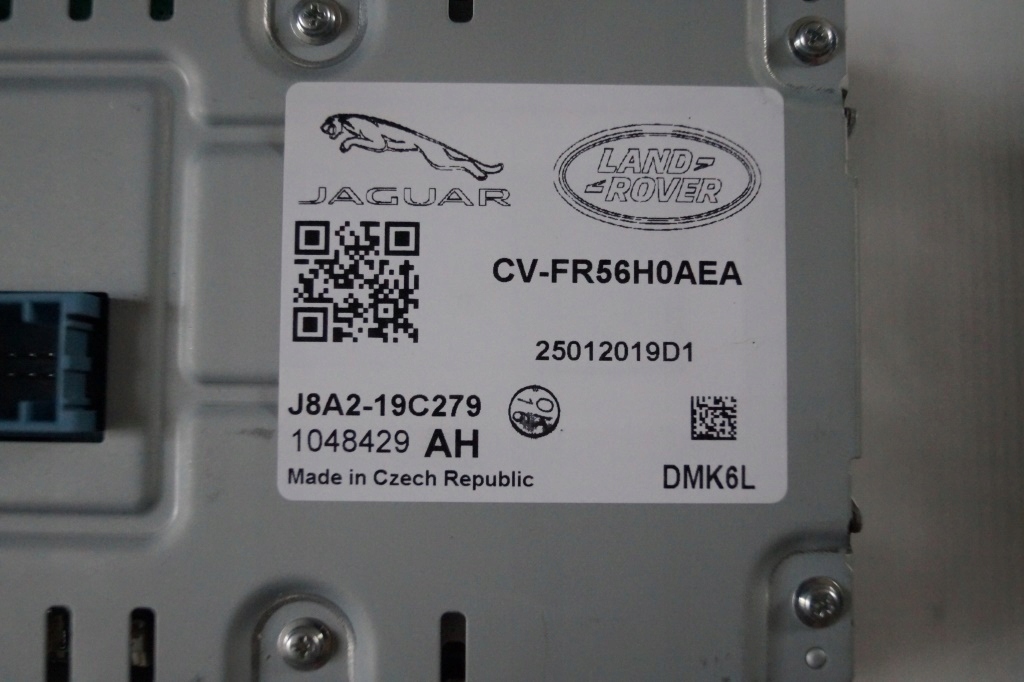 JAGUAR
LAND-
-ROVER
CV-FR56H0AEA
25012019D1
J8A2-19C279
1048429 AH
Made in Czech Republic
DMK6L